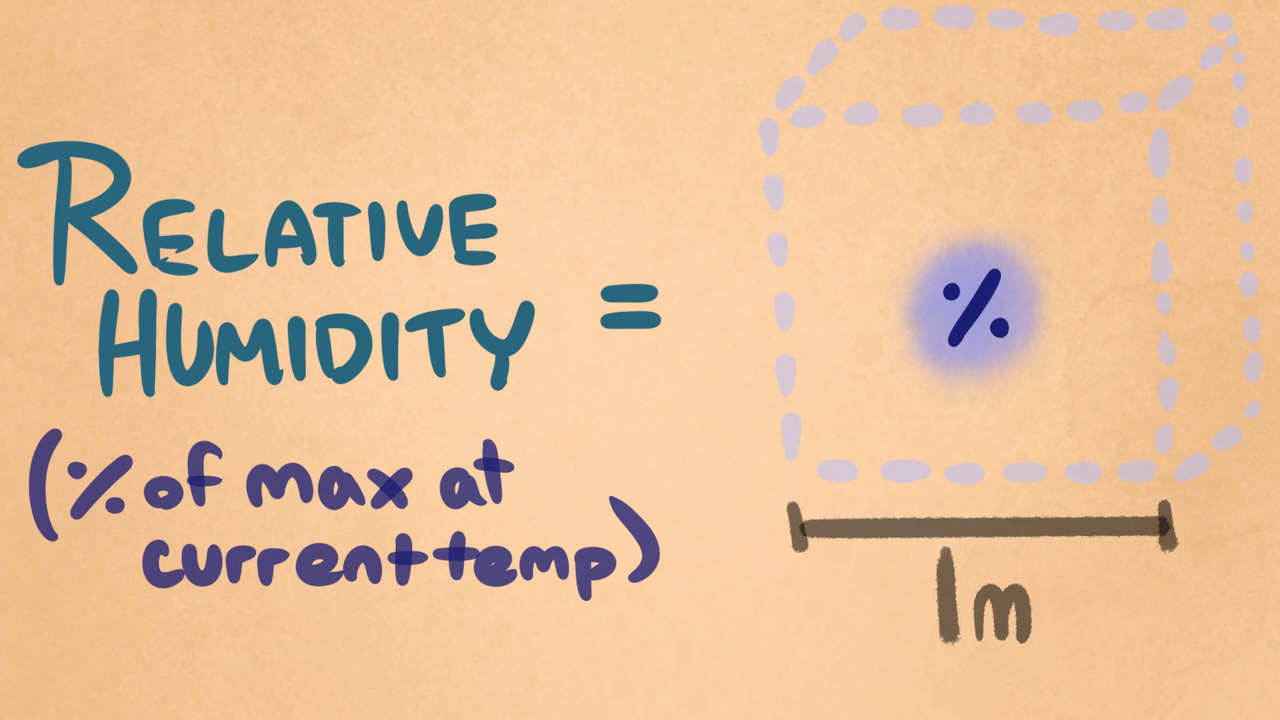 RELATIVE
HUMIDITY =
(% of max at
current temp)
%
1m